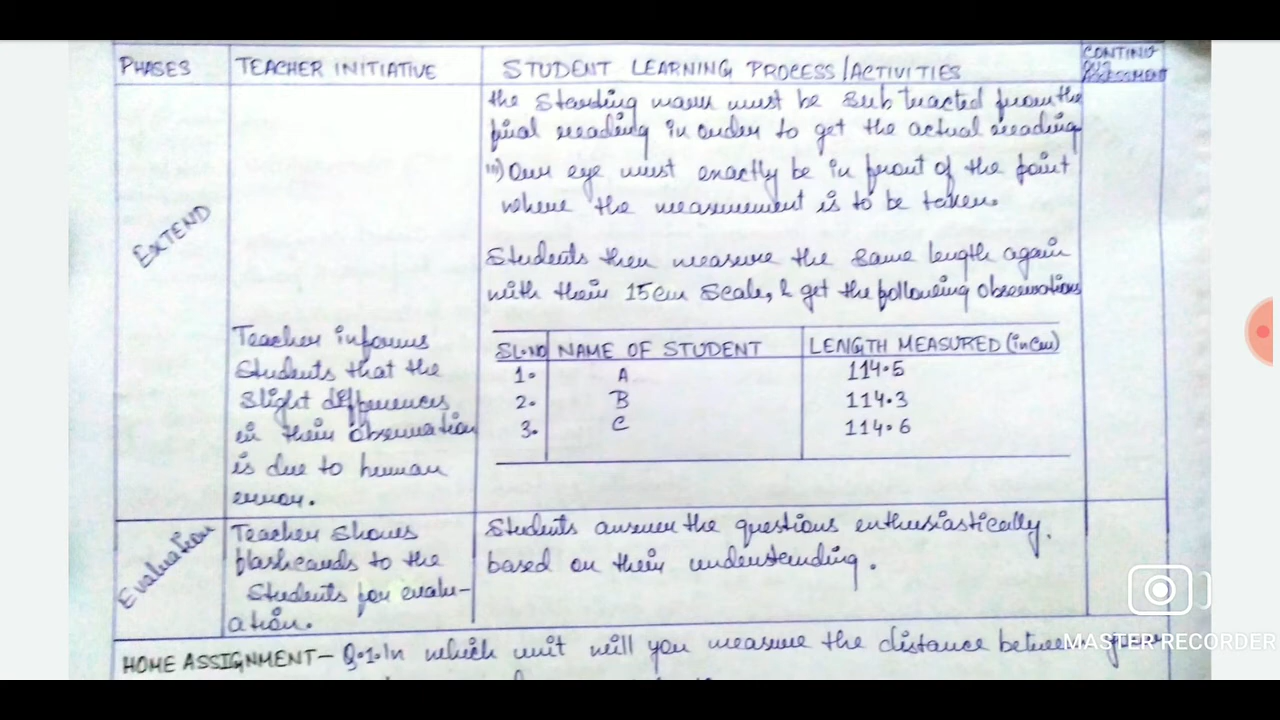 PHASES
TEACHER INITIATIVE
STUDENT LEARNING PROCESS/ACTIVITIES
CONTINUOUS ASSESSMENT
the Standing mark must be Subtracted from the
final reading in order to get the actual reading
iii) Our eye must exactly be in front of the point
where the measurement is to be taken.
Students then measure the same length again
with their 15cm Scale, & get the following observations
SL.NO NAME OF STUDENT LENGTH MEASURED (in cm)
1. A 114.5
2. B 114.3
3. C 114.6
EXTEND
Teacher informs
Students that the
Slight differences
in their observation
is due to human
error.
Evaluation
Teacher Shows
flashcards to the
Students for evalu-
ation.
Students answer the questions enthusiastically.
based on their understanding.
HOME ASSIGNMENT- Q.1. In which unit will you measure the distance between
MASTER RECORDER